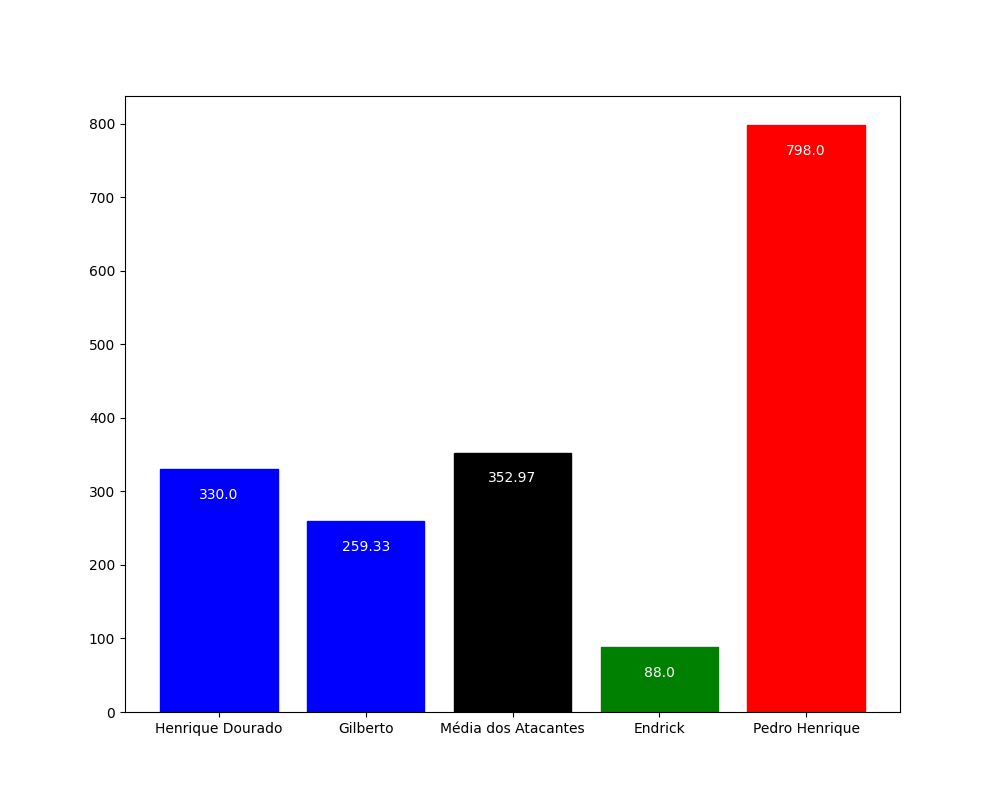 800
700
600
500
400
300
200
100
0
330.0
259.33
352.97
88.0
798.0
Henrique Dourado
Gilberto
Média dos Atacantes
Endrick
Pedro Henrique